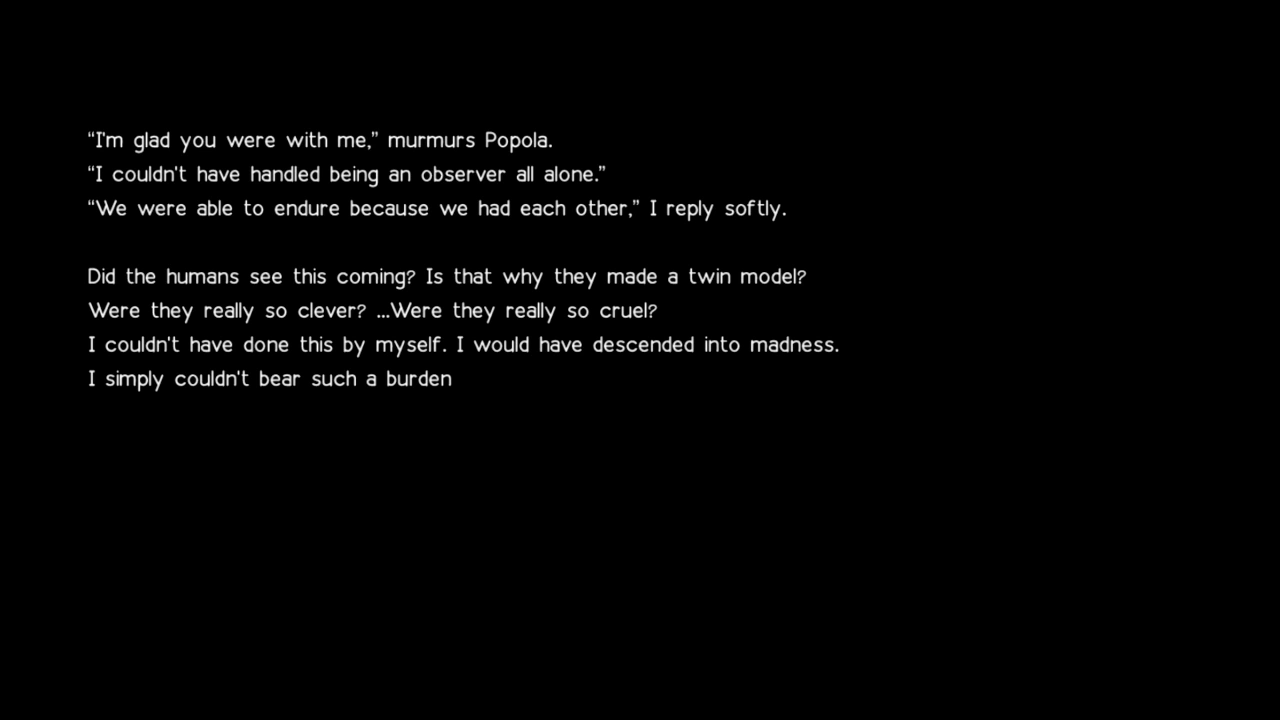 “I'm glad you were with me,” murmurs Popola.
“I couldn't have handled being an observer all alone.”
“We were able to endure because we had each other,” I reply softly.
Did the humans see this coming? Is that why they made a twin model?
Were they really so clever? ...Were they really so cruel?
I couldn't have done this by myself. I would have descended into madness.
I simply couldn't bear such a burden